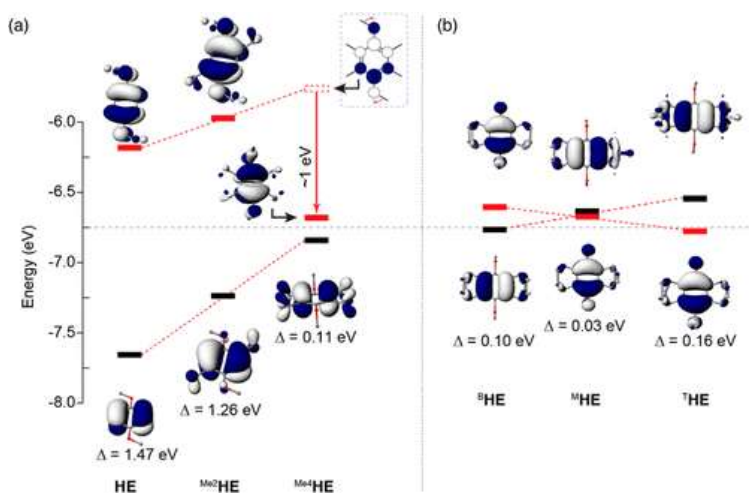 (a)
(b)
Energy (eV)
-6.0
-6.5
-7.0
-7.5
-8.0
~1 eV
Δ = 1.47 eV
Δ = 1.26 eV
Δ = 0.11 eV
Δ = 0.10 eV
Δ = 0.03 eV
Δ = 0.16 eV
HE
Me2HE
Me4HE
BHE
MHE
THE